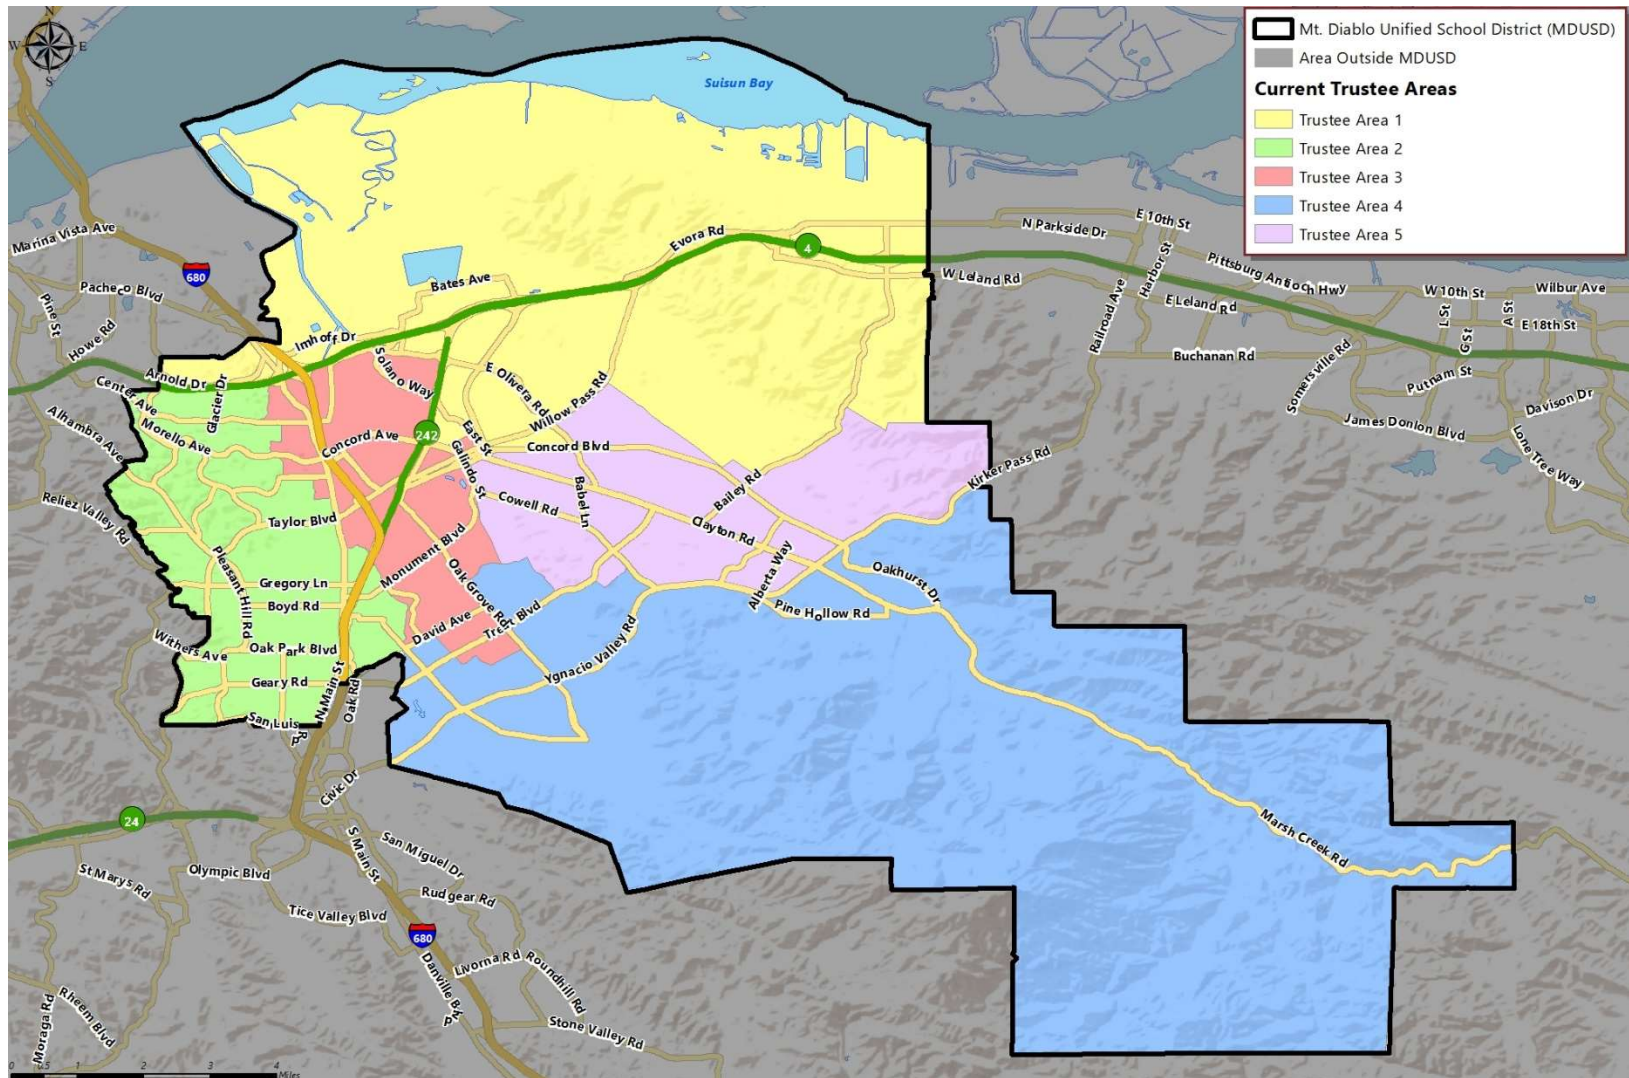 N
W
E
S
Mt. Diablo Unified School District (MDUSD)
Area Outside MDUSD
Current Trustee Areas
Trustee Area 1
Trustee Area 2
Trustee Area 3
Trustee Area 4
Trustee Area 5
Suisun Bay
Marina Vista Ave
680
Pacheco Blvd
Pine St
Howe Rd
Evora Rd
4
Bates Ave
N Parkside Dr
E 10th St
Harbor St
W Leland Rd
E Leland Rd
Railroad Ave
Pittsburg Antioch Hwy
W 10th St
Wilbur Ave
L St
G St
A St
E 18th St
Buchanan Rd
Somersville Rd
Putnam St
James Donlon Blvd
Davison Dr
Lone Tree Way
Imhoff Dr
Arnold Dr
Center Ave
Glacier Dr
Solano Way
E Olivera Rd
Willow Pass Rd
Alhambra Ave
Morello Ave
Concord Ave
242
East St
Galindo St
Concord Blvd
Babel Ln
Cowell Rd
Bailey Rd
Kirker Pass Rd
Clayton Rd
Reliez Valley Rd
Taylor Blvd
Monument Blvd
Pleasant Hill Rd
Gregory Ln
Boyd Rd
Oak Grove Rd
Alberta Way
Oakhurst Dr
Pine Hollow Rd
David Ave
Treat Blvd
Ygnacio Valley Rd
Withers Ave
Oak Park Blvd
Geary Rd
N Main St
Oak Rd
San Luis Rd
P
Civic Dr
24
S Main St
San Miguel Dr
St Marys Rd
Olympic Blvd
Rudgear Rd
Tice Valley Blvd
680
Livorna Rd
Roundhill Rd
Danville Blv
P
Stone Valley Rd
Moraga Rd
Rheem Blvd
Marsh Creek Rd
0 0.5 1 2 3 4
Miles